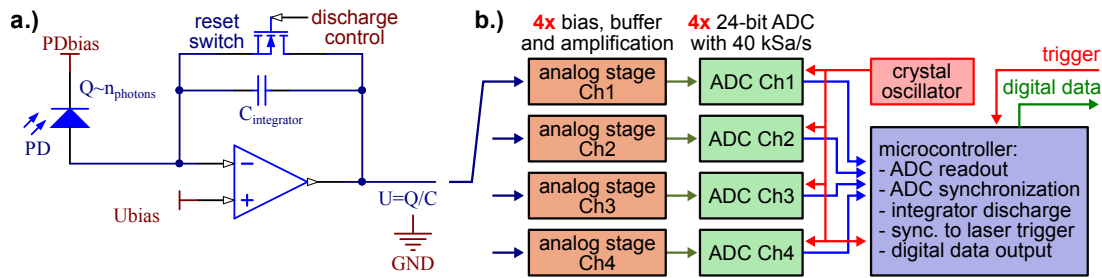 a.)
reset
switch
discharge
control
PDbias
Q~nphotons
Cintegrator
PD
−
+
Ubias
U=Q/C
GND
b.)
4x bias, buffer
and amplification
4x 24-bit ADC
with 40 kSa/s
analog stage
Ch1
ADC Ch1
crystal
oscillator
trigger
digital data
analog stage
Ch2
ADC Ch2
analog stage
Ch3
ADC Ch3
analog stage
Ch4
ADC Ch4
microcontroller:
- ADC readout
- ADC synchronization
- integrator discharge
- sync. to laser trigger
- digital data output